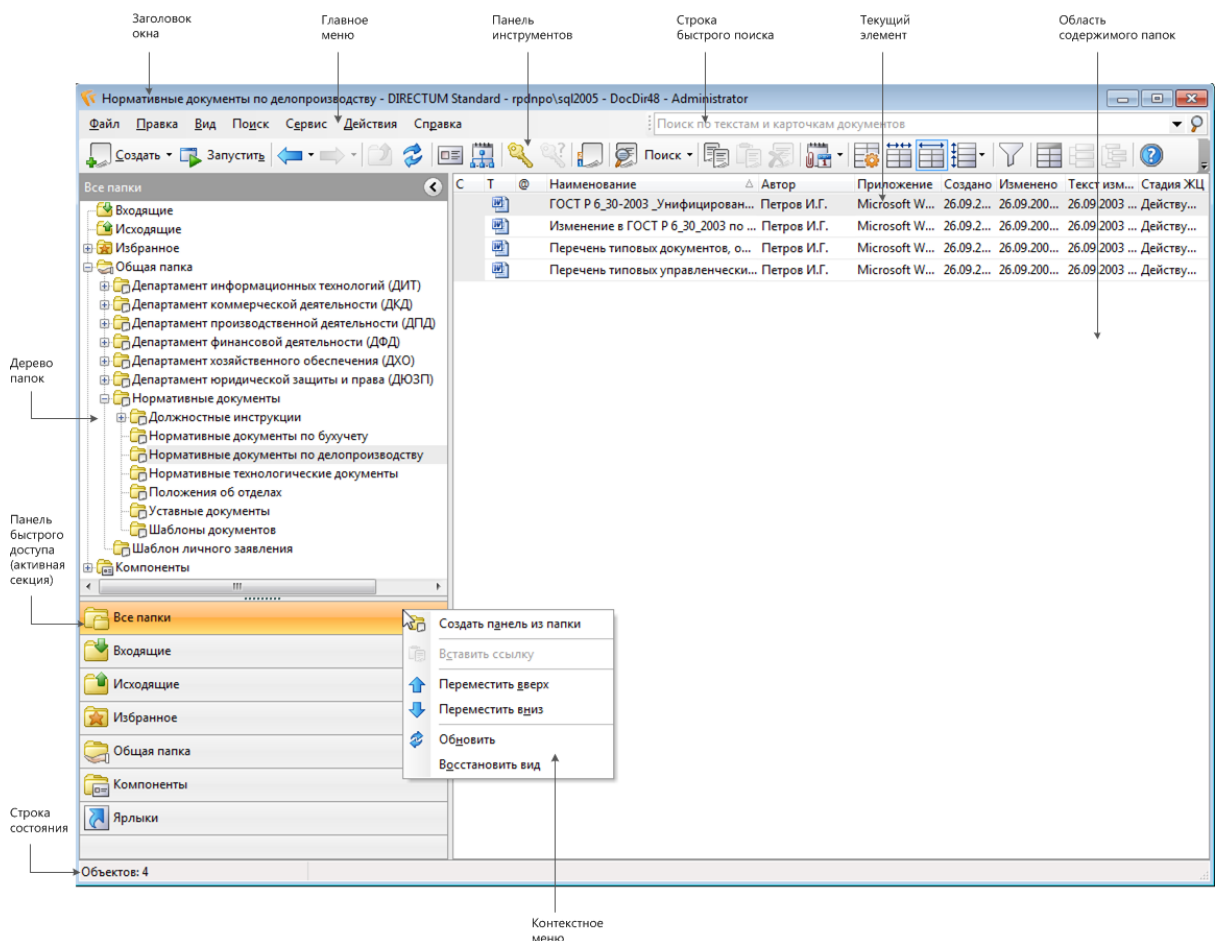 Заголовок
окна
Главное
меню
Панель
инструментов
Строка
быстрого поиска
Текущий
элемент
Область
содержимого папок
Нормативные документы по делопроизводству - DIRECTUM Standard - rpdnpo\sql2005 - DocDir48 - Administrator
Файл Правка Вид Поиск Сервис Действия Справка
Поиск по текстам и карточкам документов
Создать Запустить Поиск
Все папки
С Т @ Наименование Автор Приложение Создано Изменено Текст изм... Стадия ЖЦ
ГОСТ Р 6_30-2003 _Унифицирован... Петров И.Г. Microsoft W... 26.09.2... 26.09.200... 26.09.2003 ... Действу...
Изменение в ГОСТ Р 6_30_2003 по ... Петров И.Г. Microsoft W... 26.09.2... 26.09.200... 26.09.2003 ... Действу...
Перечень типовых документов, о... Петров И.Г. Microsoft W... 26.09.2... 26.09.200... 26.09.2003 ... Действу...
Перечень типовых управленчески... Петров И.Г. Microsoft W... 26.09.2... 26.09.200... 26.09.2003 ... Действу...
Входящие
Исходящие
Избранное
Общая папка
Департамент информационных технологий (ДИТ)
Департамент коммерческой деятельности (ДКД)
Департамент производственной деятельности (ДПД)
Департамент финансовой деятельности (ДФД)
Департамент хозяйственного обеспечения (ДХО)
Департамент юридической защиты и права (ДЮЗП)
Нормативные документы
Должностные инструкции
Нормативные документы по бухучету
Нормативные документы по делопроизводству
Нормативные технологические документы
Положения об отделах
Уставные документы
Шаблоны документов
Шаблон личного заявления
Компоненты
Дерево
папок
Панель
быстрого
доступа
(активная
секция)
Все папки
Входящие
Исходящие
Избранное
Общая папка
Компоненты
Ярлыки
Создать панель из папки
Вставить ссылку
Переместить вверх
Переместить вниз
Обновить
Восстановить вид
Строка
состояния
Объектов: 4
Контекстное
меню